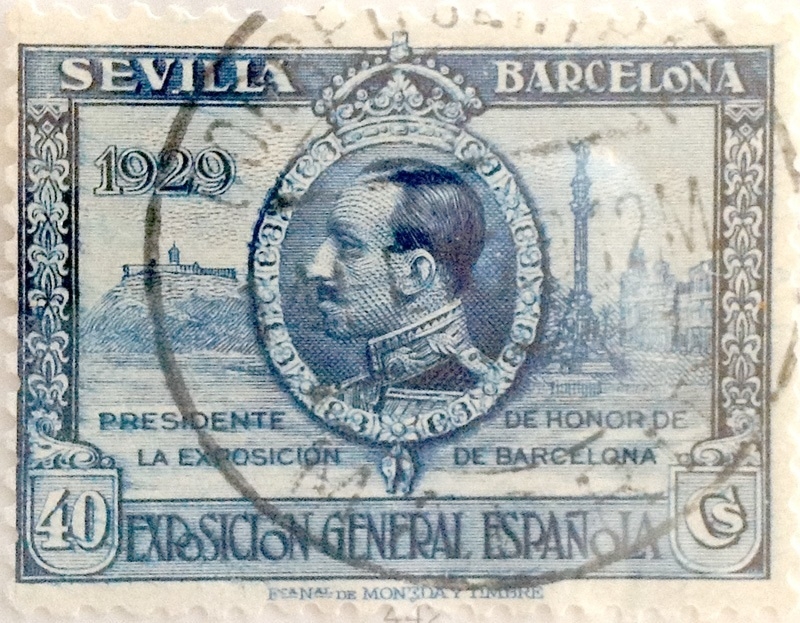 SEVILLA BARCELONA
1929
PRESIDENTE DE HONOR DE
LA EXPOSICIÓN DE BARCELONA
40 EXPOSICION GENERAL ESPAÑOLA Cs
FCA NAL DE MONEDA Y TIMBRE